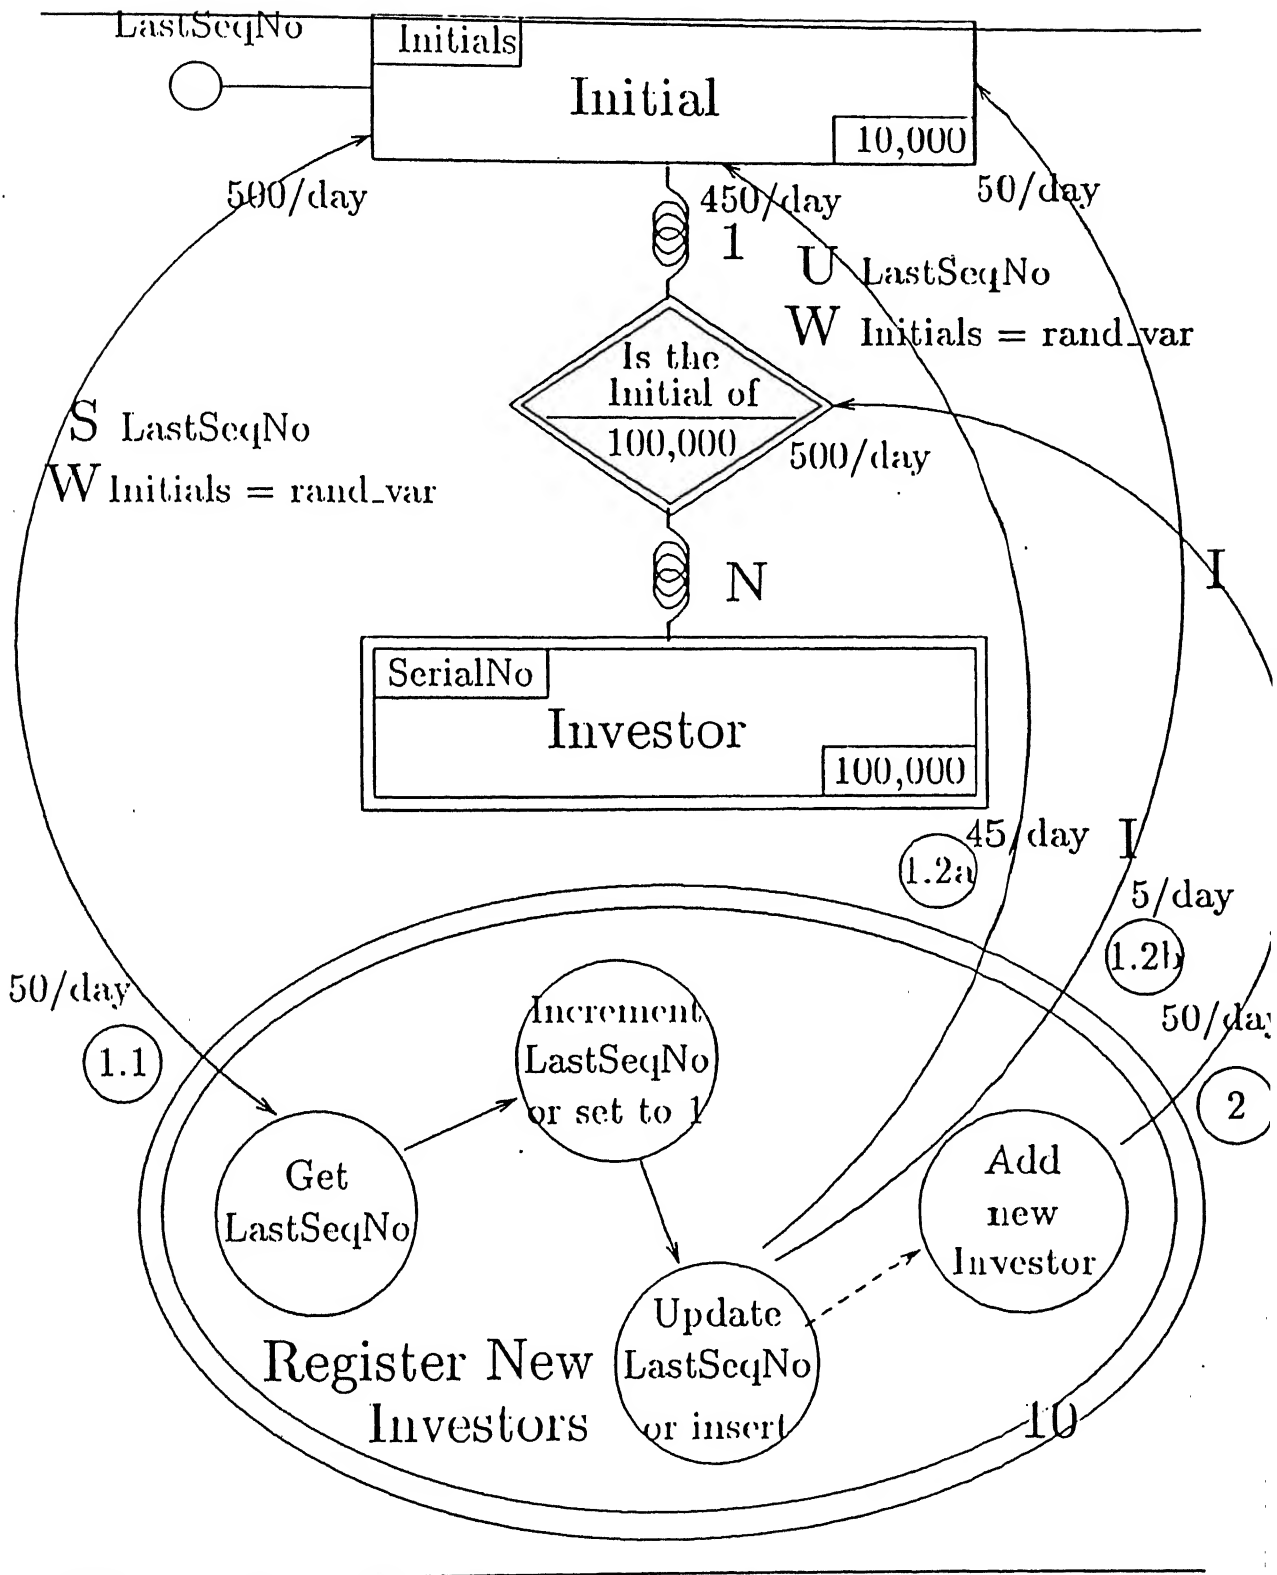 LastSeqNo
Initials
Initial
10,000
500/day
450/day
50/day
1
U LastSeqNo
W Initials = rand_var
Is the
Initial of
100,000
500/day
S LastSeqNo
W Initials = rand_var
I
N
SerialNo
Investor
100,000
45/day
I
1.2a
5/day
1.2b
50/day
50/day
1.1
2
Increment
LastSeqNo
or set to 1
Get
LastSeqNo
Add
new
Investor
Update
LastSeqNo
or insert
Register New
Investors
10